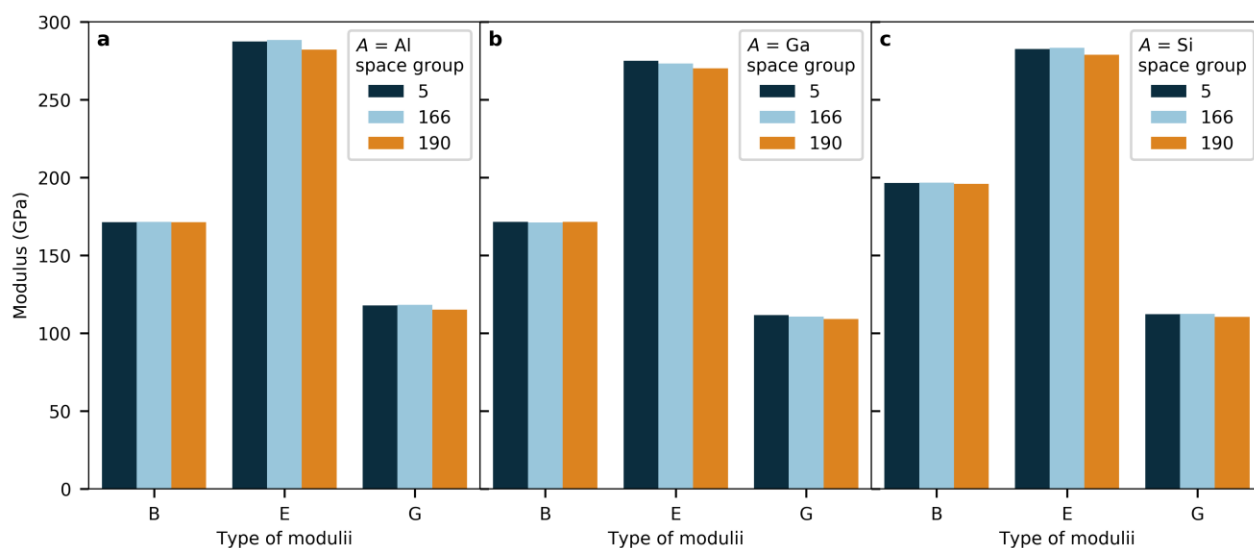 300
250
200
150
100
50
0
Modulus (GPa)
a
A = Al
space group
5
166
190
B
E
G
Type of modulii
b
A = Ga
space group
5
166
190
B
E
G
Type of modulii
c
A = Si
space group
5
166
190
B
E
G
Type of modulii